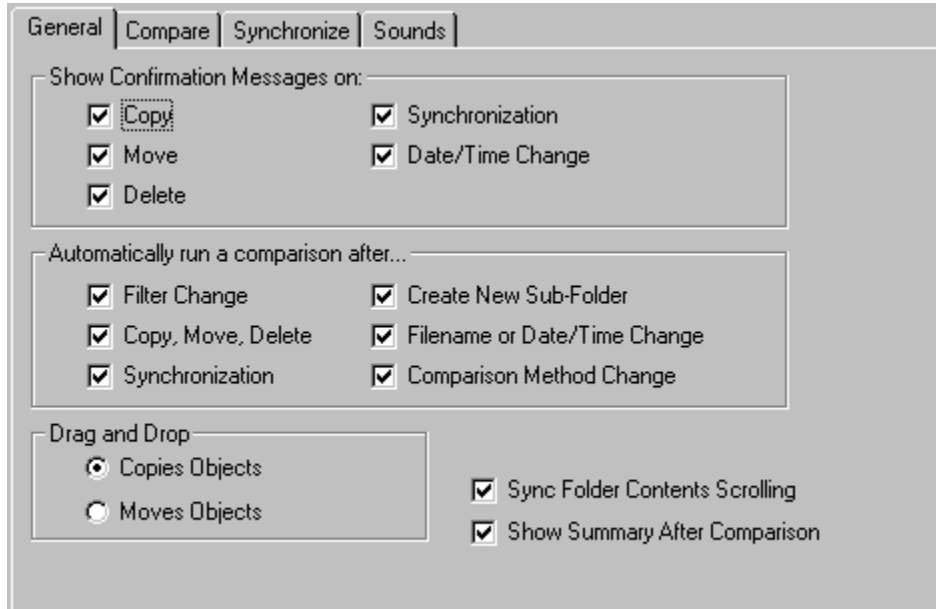 General Compare Synchronize Sounds
Show Confirmation Messages on:
Copy Synchronization
Move Date/Time Change
Delete
Automatically run a comparison after...
Filter Change Create New Sub-Folder
Copy, Move, Delete Filename or Date/Time Change
Synchronization Comparison Method Change
Drag and Drop
Copies Objects
Moves Objects
Sync Folder Contents Scrolling
Show Summary After Comparison